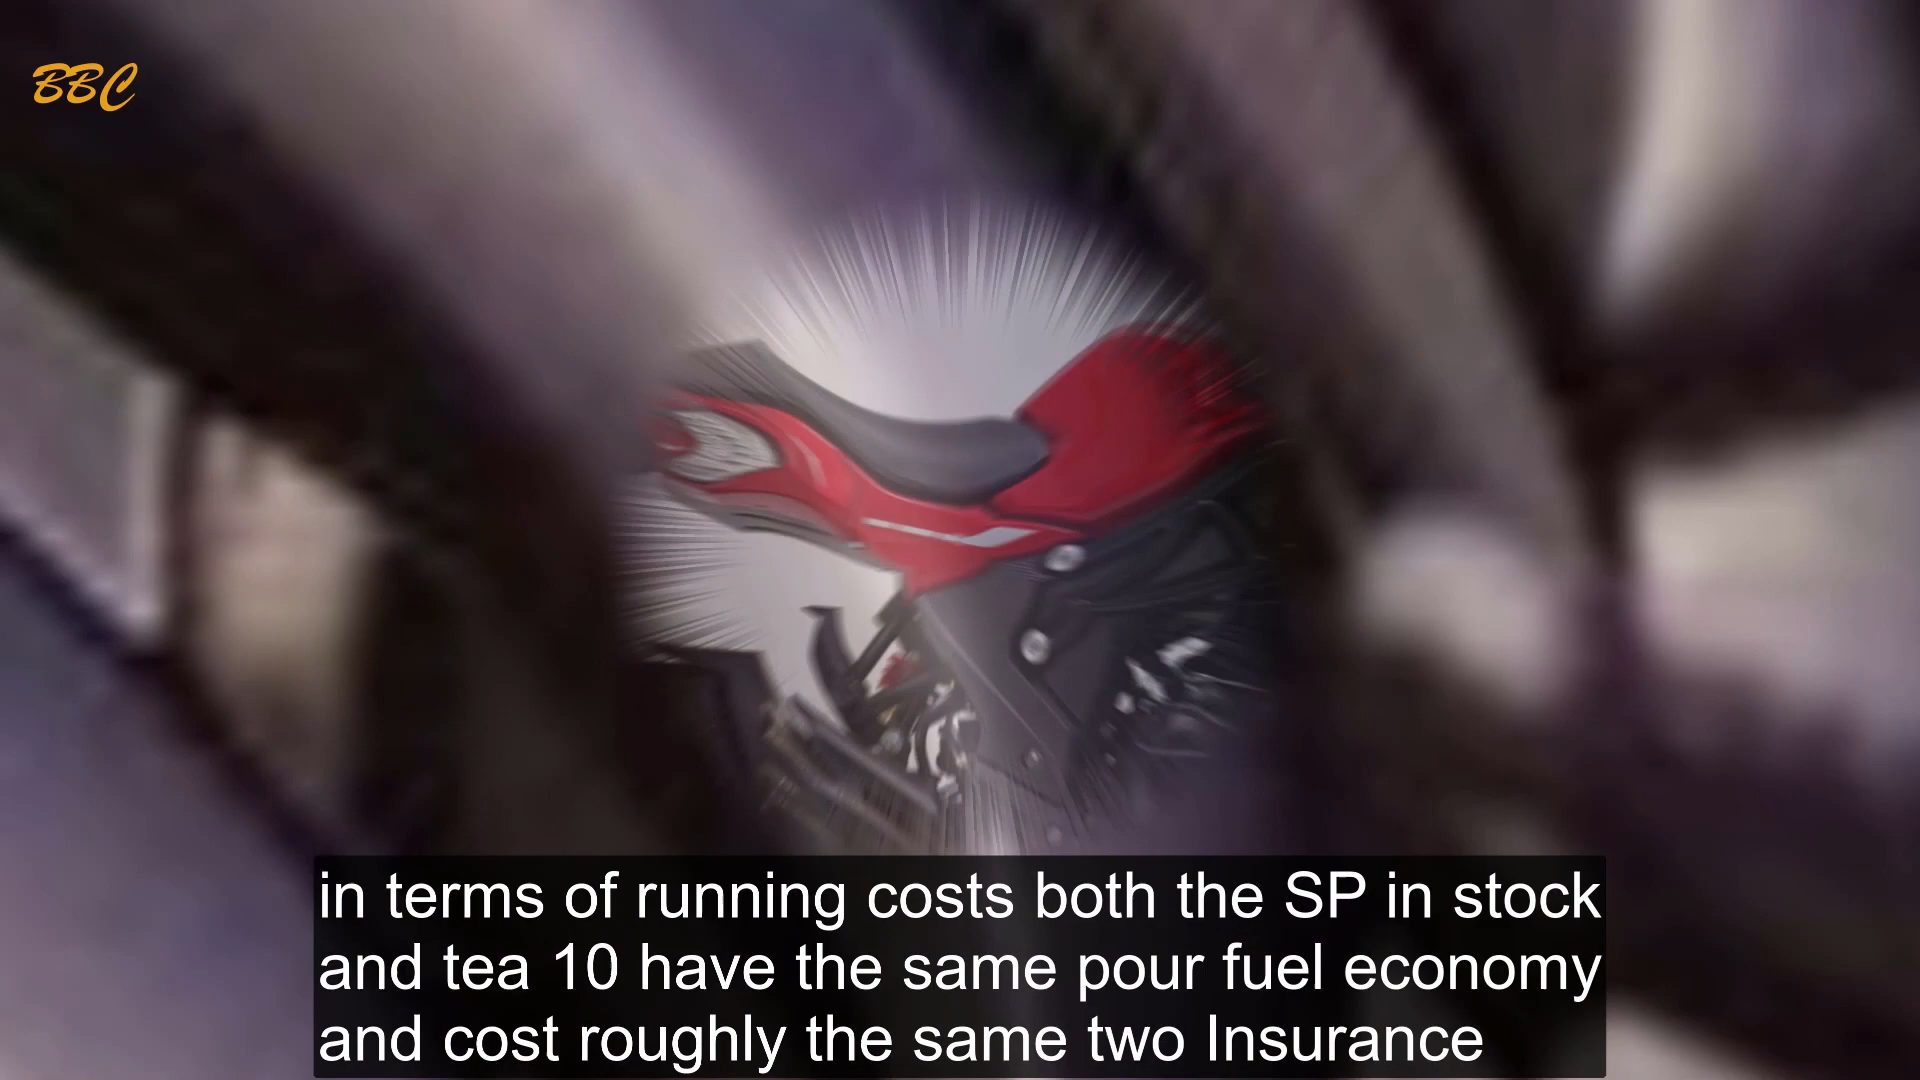 BBC
in terms of running costs both the SP in stock
and tea 10 have the same pour fuel economy
and cost roughly the same two Insurance